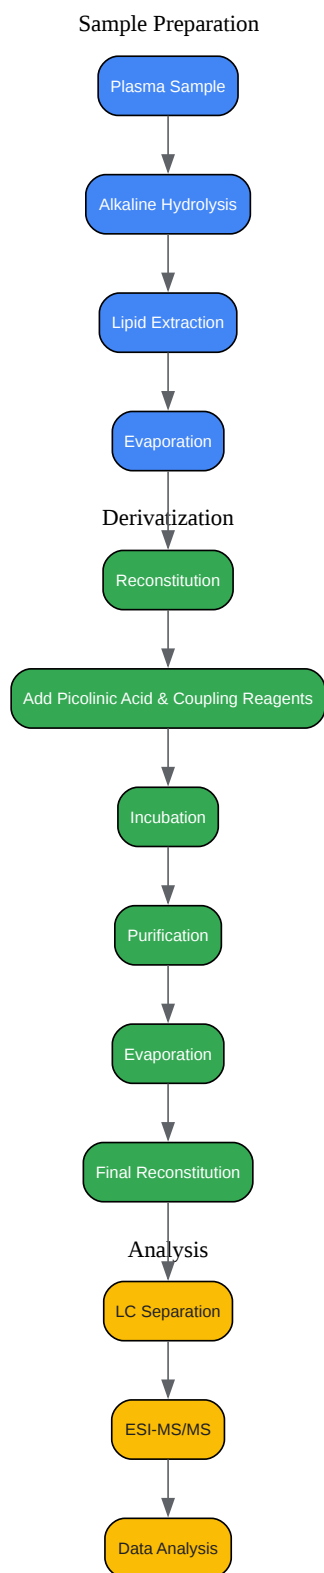 Sample Preparation
Plasma Sample
Alkaline Hydrolysis
Lipid Extraction
Evaporation
Derivatization
Reconstitution
Add Picolinic Acid & Coupling Reagents
Incubation
Purification
Evaporation
Final Reconstitution
Analysis
LC Separation
ESI-MS/MS
Data Analysis